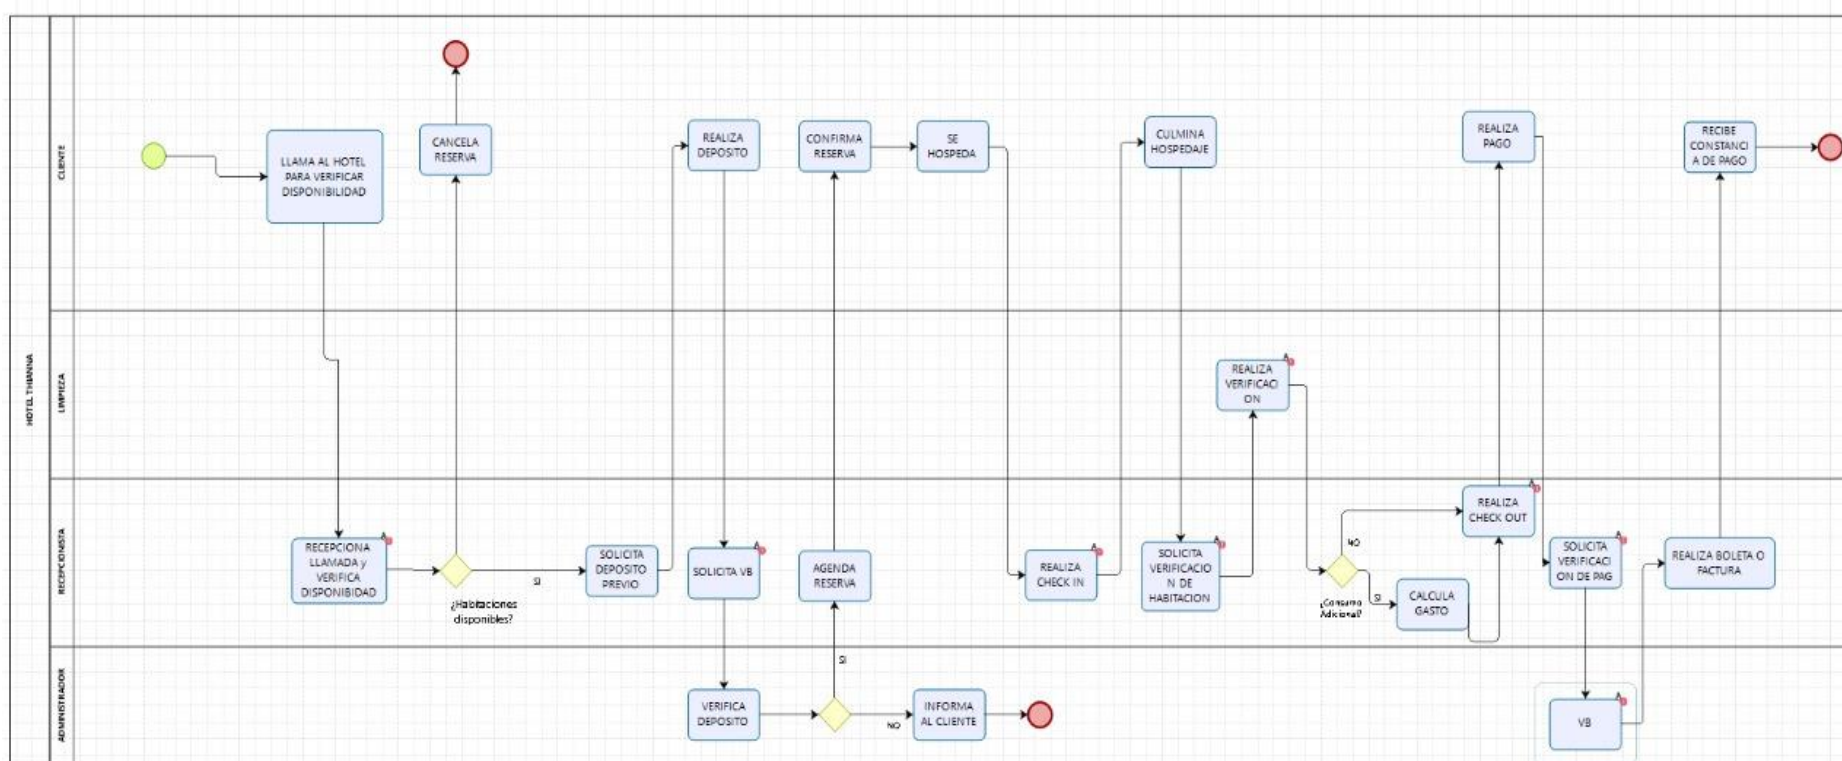 HOTEL THIANNA
CLIENTE
LLAMA AL HOTEL
PARA VERIFICAR
DISPONIBILIDAD
CANCELA
RESERVA
REALIZA
DEPOSITO
CONFIRMA
RESERVA
SE
HOSPEDA
CULMINA
HOSPEDAJE
REALIZA
PAGO
RECIBE
CONSTANCI
A DE PAGO
LIMPIEZA
REALIZA
VERIFICACI
ON
RECEPCIONISTA
RECEPCIONA
LLAMADA y
VERIFICA
DISPONIBIDAD
¿Habitaciones
disponibles?
SI
SOLICITA
DEPOSITO
PREVIO
SOLICITA VB
AGENDA
RESERVA
REALIZA
CHECK IN
SOLICITA
VERIFICACIO
N DE
HABITACION
¿Consumo
Adicional?
NO
SI
CALCULA
GASTO
REALIZA
CHECK OUT
SOLICITA
VERIFICACI
ON DE PAG
REALIZA BOLETA O
FACTURA
ADMINISTRADOR
VERIFICA
DEPOSITO
SI
NO
INFORMA
AL CLIENTE
VB